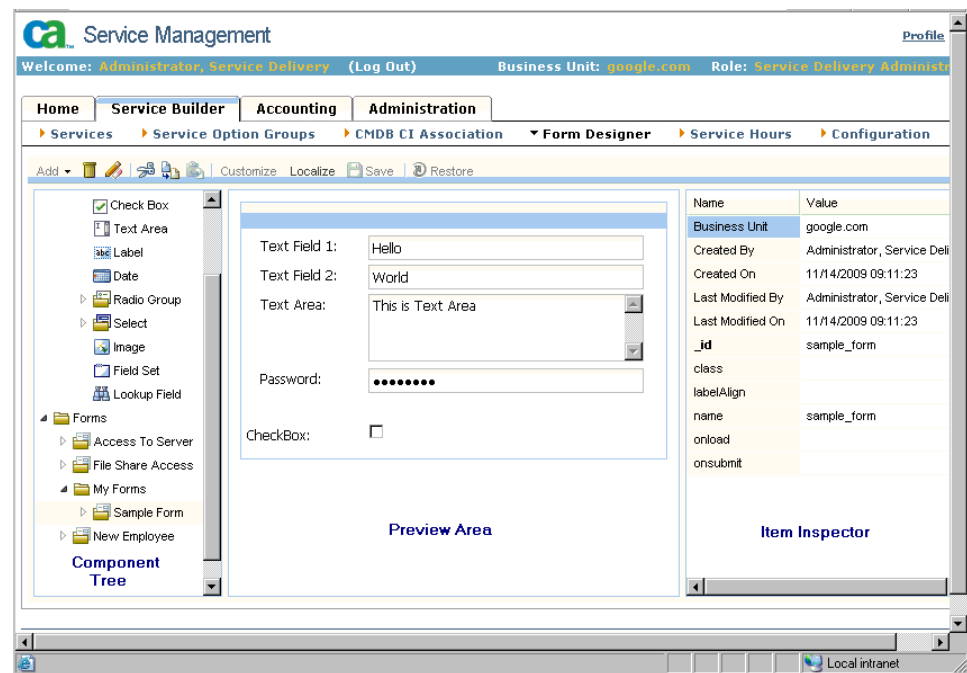 ca™ Service Management Profile
Welcome: Administrator, Service Delivery (Log Out) Business Unit: google.com Role: Service Delivery Administr
Home Service Builder Accounting Administration
Services Service Option Groups CMDB CI Association Form Designer Service Hours Configuration
Add Customize Localize Save Restore
Check Box
Text Area
abc Label
Date
Radio Group
Select
Image
Field Set
Lookup Field
Forms
Access To Server
File Share Access
My Forms
Sample Form
New Employee
Component
Tree
Text Field 1: Hello
Text Field 2: World
Text Area: This is Text Area
Password: ●●●●●●●●
CheckBox:
Preview Area
Name Value
Business Unit google.com
Created By Administrator, Service Deli
Created On 11/14/2009 09:11:23
Last Modified By Administrator, Service Deli
Last Modified On 11/14/2009 09:11:23
_id sample_form
class
labelAlign
name sample_form
onload
onsubmit
Item Inspector
Local intranet